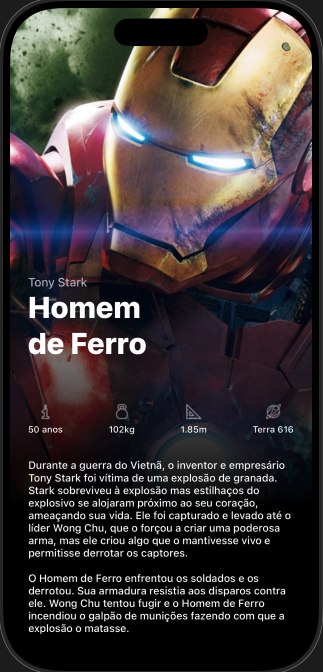 Tony Stark
Homem
de Ferro
50 anos
102kg
1.85m
Terra 616
Durante a guerra do Vietnã, o inventor e empresário
Tony Stark foi vítima de uma explosão de granada.
Stark sobreviveu à explosão mas estilhaços do
explosivo se alojaram próximo ao seu coração,
ameaçando sua vida. Ele foi capturado e levado até o
líder Wong Chu, que o forçou a criar uma poderosa
arma, mas ele criou algo que o mantivesse vivo e
permitisse derrotar os captores.
O Homem de Ferro enfrentou os soldados e os
derrotou. Sua armadura resistia aos disparos contra
ele. Wong Chu tentou fugir e o Homem de Ferro
incendiou o galpão de munições fazendo com que a
explosão o matasse.